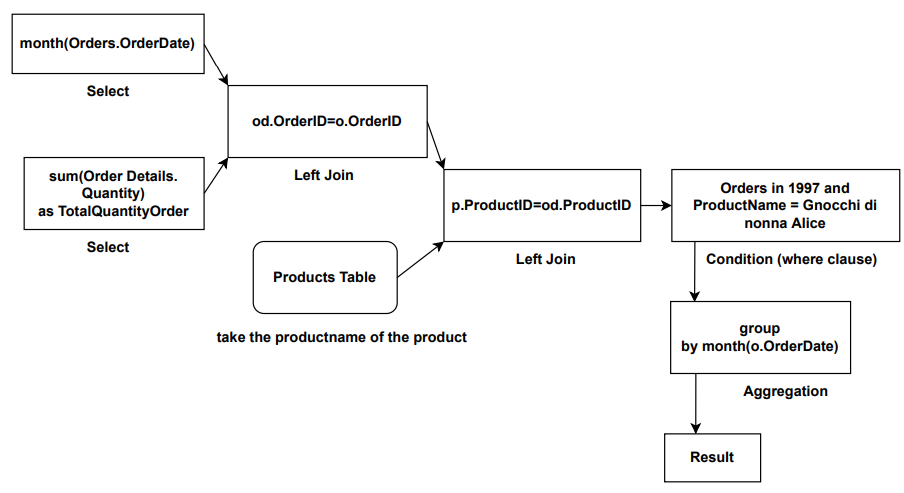 month(Orders.OrderDate)
Select
od.OrderID=o.OrderID
Left Join
sum(Order Details.
Quantity)
as TotalQuantityOrder
Select
p.ProductID=od.ProductID
Left Join
Products Table
take the productname of the product
Orders in 1997 and
ProductName = Gnocchi di
nonna Alice
Condition (where clause)
group
by month(o.OrderDate)
Aggregation
Result